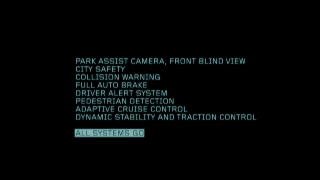 PARK ASSIST CAMERA, FRONT BLIND VIEW
CITY SAFETY
COLLISION WARNING
FULL AUTO BRAKE
DRIVER ALERT SYSTEM
PEDESTRIAN DETECTION
ADAPTIVE CRUISE CONTROL
DYNAMIC STABILITY AND TRACTION CONTROL
ALL SYSTEMS GO